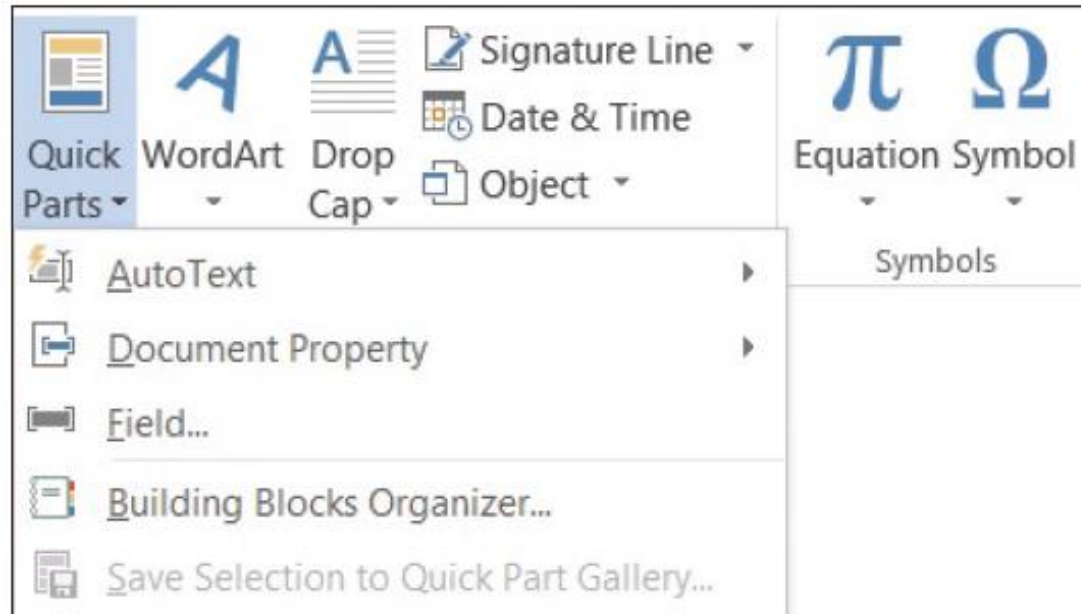 Quick Parts
WordArt
Drop Cap
Signature Line
Date & Time
Object
Equation
Symbol
Symbols
AutoText
Document Property
Field...
Building Blocks Organizer...
Save Selection to Quick Part Gallery...